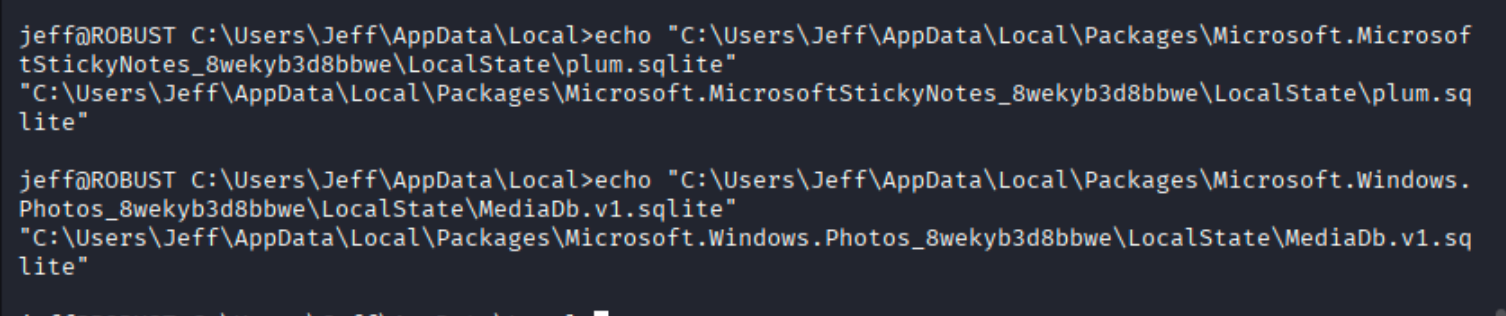 jeff@ROBUST C:\Users\Jeff\AppData\Local>echo "C:\Users\Jeff\AppData\Local\Packages\Microsoft.Microsof
tStickyNotes_8wekyb3d8bbwe\LocalState\plum.sqlite"
"C:\Users\Jeff\AppData\Local\Packages\Microsoft.MicrosoftStickyNotes_8wekyb3d8bbwe\LocalState\plum.sq
lite"
jeff@ROBUST C:\Users\Jeff\AppData\Local>echo "C:\Users\Jeff\AppData\Local\Packages\Microsoft.Windows.
Photos_8wekyb3d8bbwe\LocalState\MediaDb.v1.sqlite"
"C:\Users\Jeff\AppData\Local\Packages\Microsoft.Windows.Photos_8wekyb3d8bbwe\LocalState\MediaDb.v1.sq
lite"